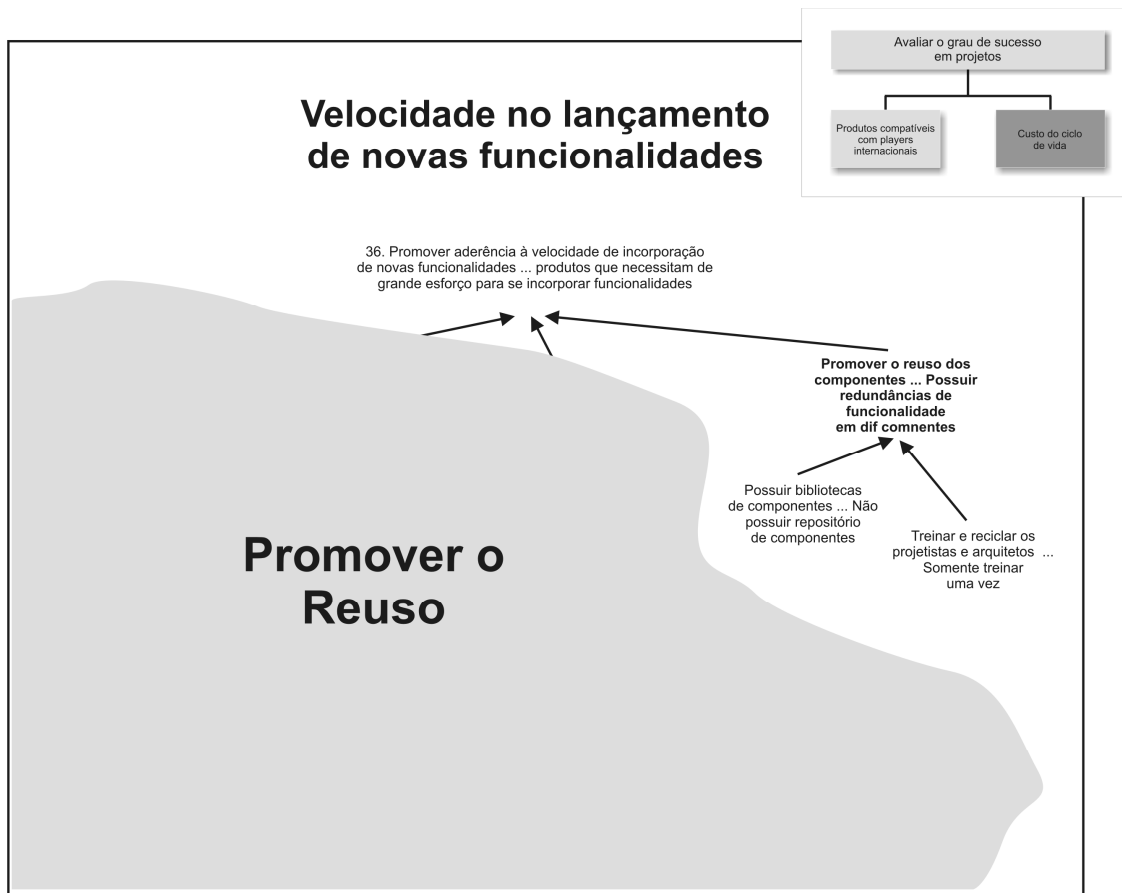 Avaliar o grau de sucesso
em projetos
Produtos compatíveis
com players
internacionais
Custo do ciclo
de vida
Velocidade no lançamento
de novas funcionalidades
36. Promover aderência à velocidade de incorporação
de novas funcionalidades ... produtos que necessitam de
grande esforço para se incorporar funcionalidades
Promover o reuso dos
componentes ... Possuir
redundâncias de
funcionalidade
em dif comnentes
Possuir bibliotecas
de componentes ... Não
possuir repositório
de componentes
Treinar e reciclar os
projetistas e arquitetos ...
Somente treinar
uma vez
Promover o
Reuso